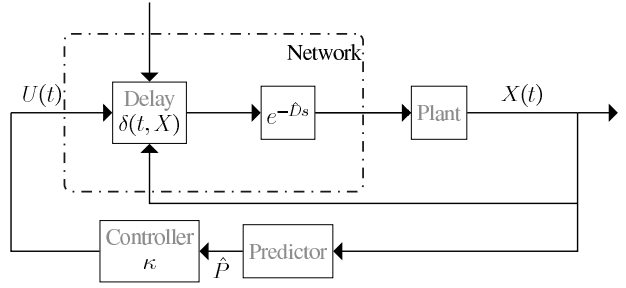 Network
U(t)
Delay
δ(t, X)
e^{-D̂s}
Plant
X(t)
Controller
κ
P̂
Predictor